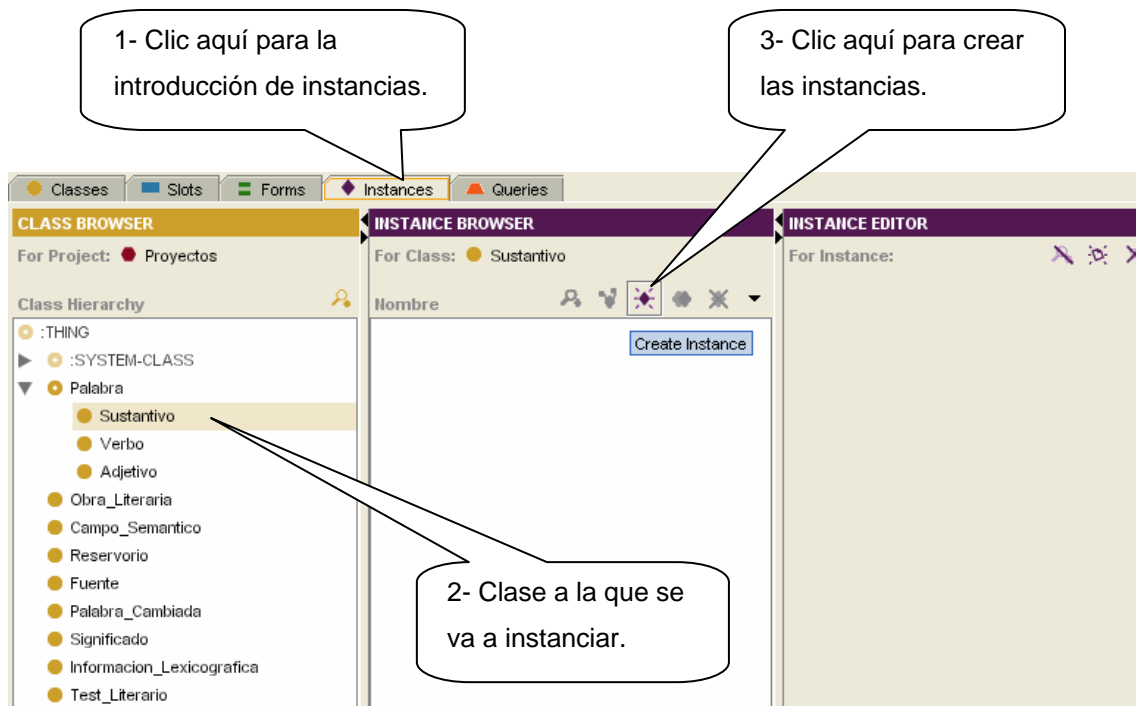 1- Clic aquí para la
introducción de instancias.
3- Clic aquí para crear
las instancias.
Classes
Slots
Forms
Instances
Queries
CLASS BROWSER
For Project: Proyectos
Class Hierarchy
:THING
:SYSTEM-CLASS
Palabra
Sustantivo
Verbo
Adjetivo
Obra_Literaria
Campo_Semantico
Reservorio
Fuente
Palabra_Cambiada
Significado
Informacion_Lexicografica
Test_Literario
INSTANCE BROWSER
For Class: Sustantivo
Nombre
Create Instance
2- Clase a la que se
va a instanciar.
INSTANCE EDITOR
For Instance: